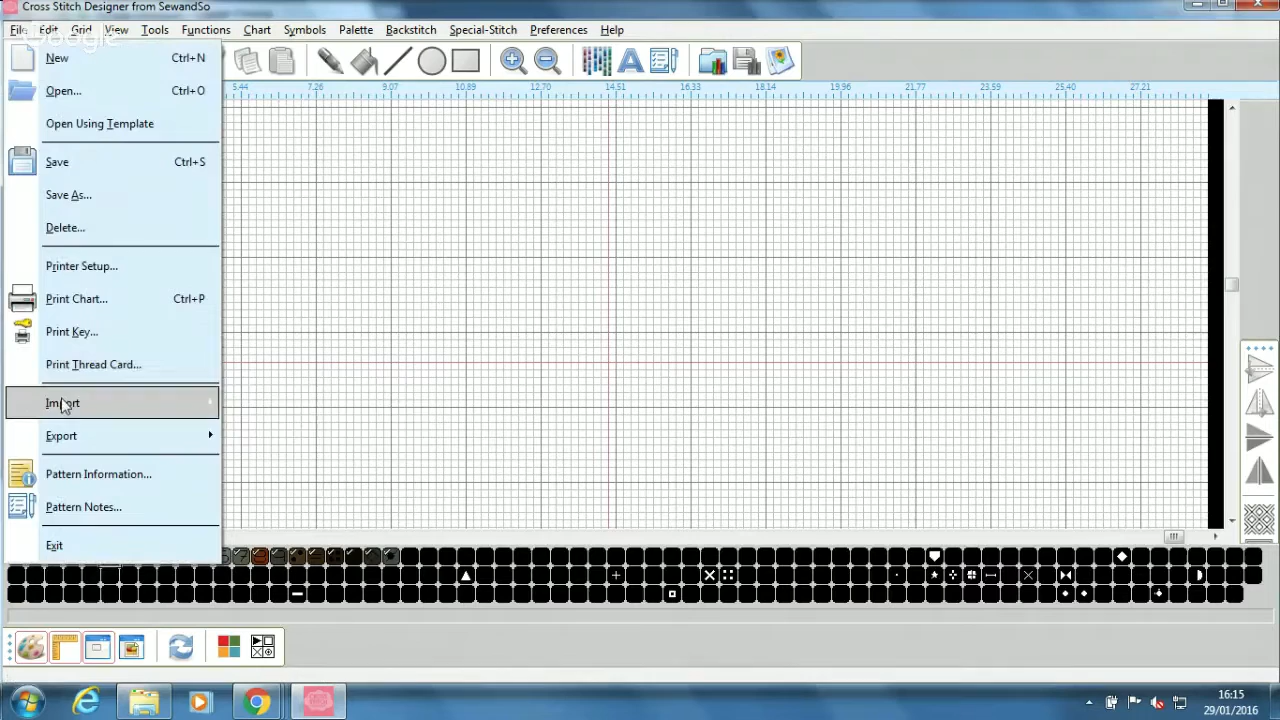 Cross Stitch Designer from SewandSo
File Edit Grid View Tools Functions Chart Symbols Palette Backstitch Special-Stitch Preferences Help
Google
New Ctrl+N
Open... Ctrl+O
Open Using Template
Save Ctrl+S
Save As...
Delete...
Printer Setup...
Print Chart... Ctrl+P
Print Key...
Print Thread Card...
Import
Export
Pattern Information...
Pattern Notes...
Exit
5.44 7.26 9.07 10.89 12.70 14.51 16.33 18.14 19.96 21.77 23.59 25.40 27.21
16:15
29/01/2016